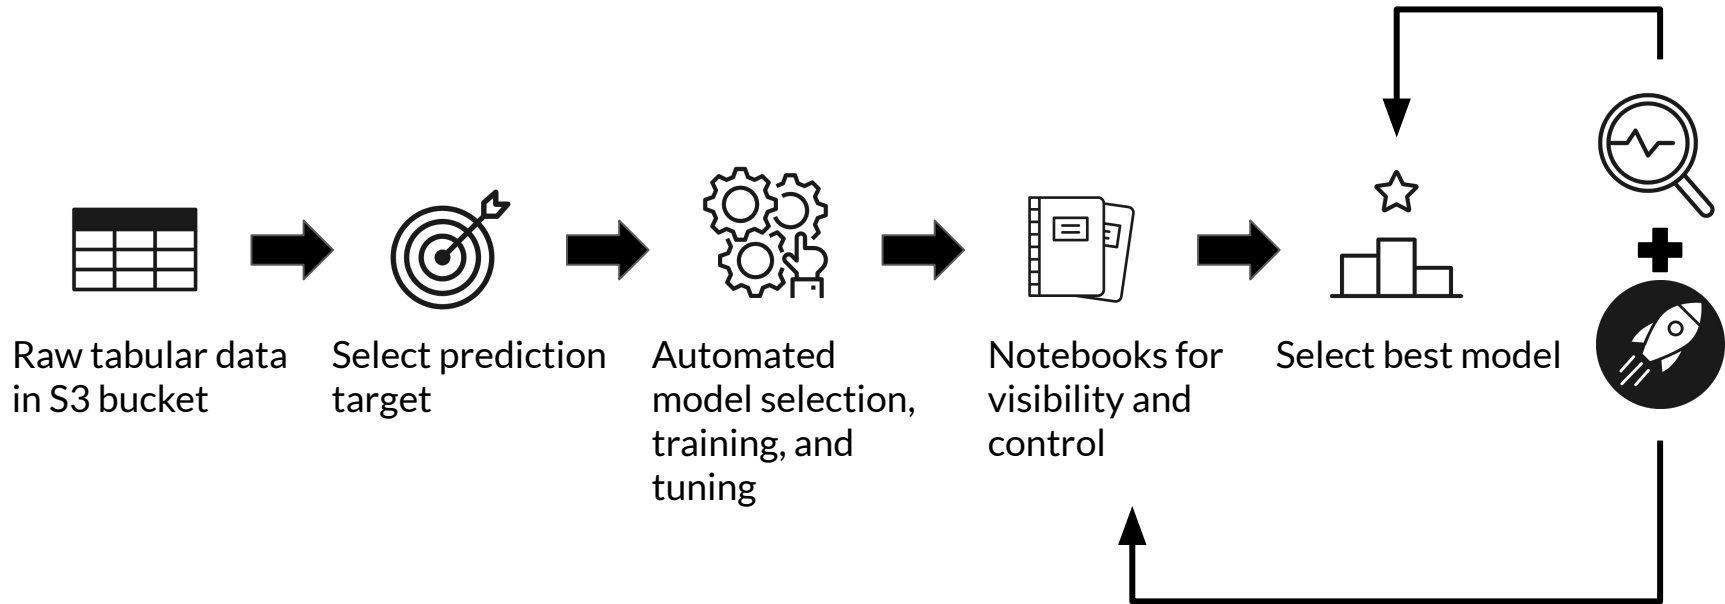 Raw tabular data
in S3 bucket
Select prediction
target
Automated
model selection,
training, and
tuning
Notebooks for
visibility and
control
Select best model